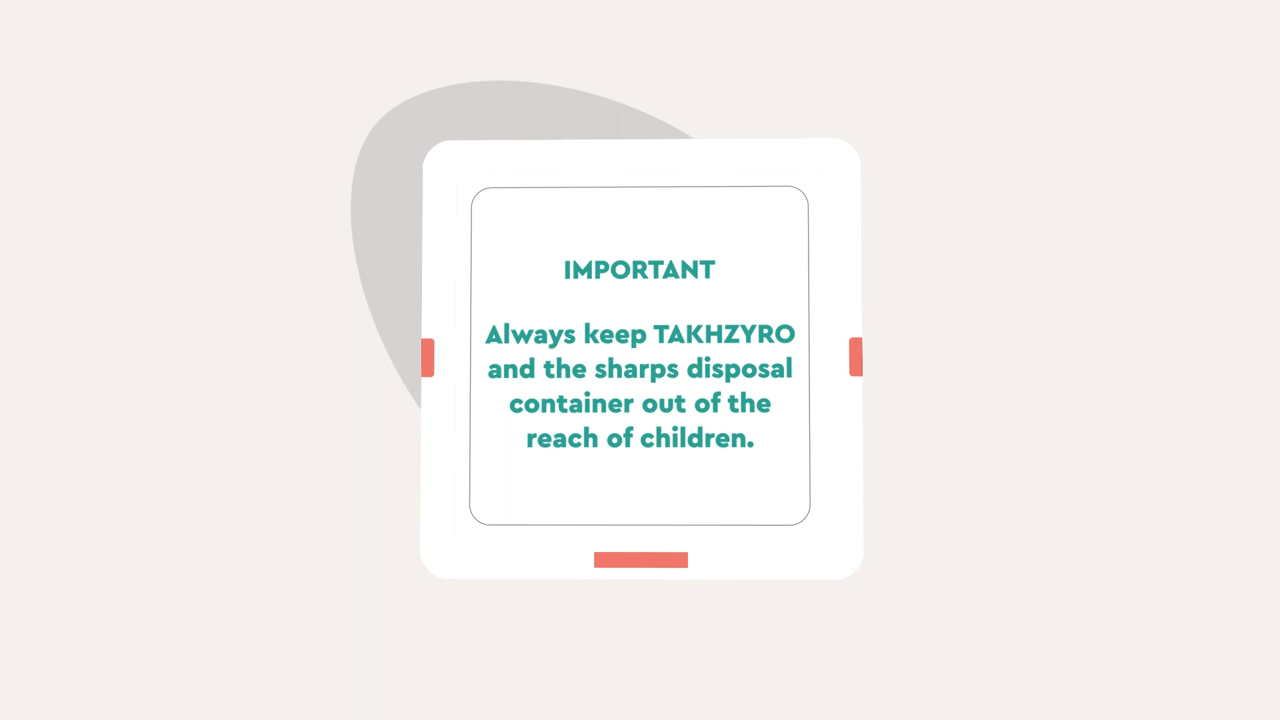 IMPORTANT
Always keep TAKHZYRO
and the sharps disposal
container out of the
reach of children.